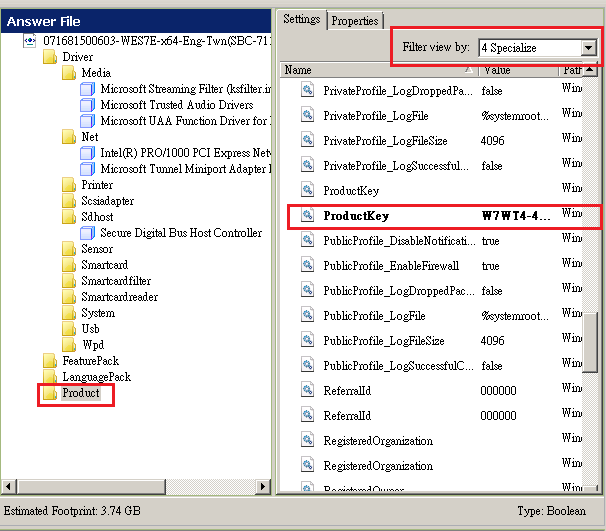 Answer File
071681500603-WES7E-x64-Eng-Twn(SBC-711
Driver
Media
Microsoft Streaming Filter (ksfilter.in
Microsoft Trusted Audio Drivers
Microsoft UAA Function Driver for I
Net
Intel(R) PRO/1000 PCI Express Netw
Microsoft Tunnel Miniport Adapter I
Printer
Scsiadapter
Sdhost
Secure Digital Bus Host Controller
Sensor
Smartcard
Smartcardfilter
Smartcardreader
System
Usb
Wpd
FeaturePack
LanguagePack
Product
Settings Properties
Filter view by: 4 Specialize
Name Value Path
PrivateProfile_LogDroppedPa... false Wind
PrivateProfile_LogFile %systemroot... Wind
PrivateProfile_LogFileSize 4096 Wind
PrivateProfile_LogSuccessful... false Wind
ProductKey Wind
ProductKey W7WT4-4... Wind
PublicProfile_DisableNotificati... true Wind
PublicProfile_EnableFirewall true Wind
PublicProfile_LogDroppedPac... false Wind
PublicProfile_LogFile %systemroot... Wind
PublicProfile_LogFileSize 4096 Wind
PublicProfile_LogSuccessfulC... false Wind
ReferralId 000000 Wind
ReferralId 000000 Wind
RegisteredOrganization Wind
RegisteredOrganization Wind
RegisteredOwner Wind
Estimated Footprint: 3.74 GB Type: Boolean